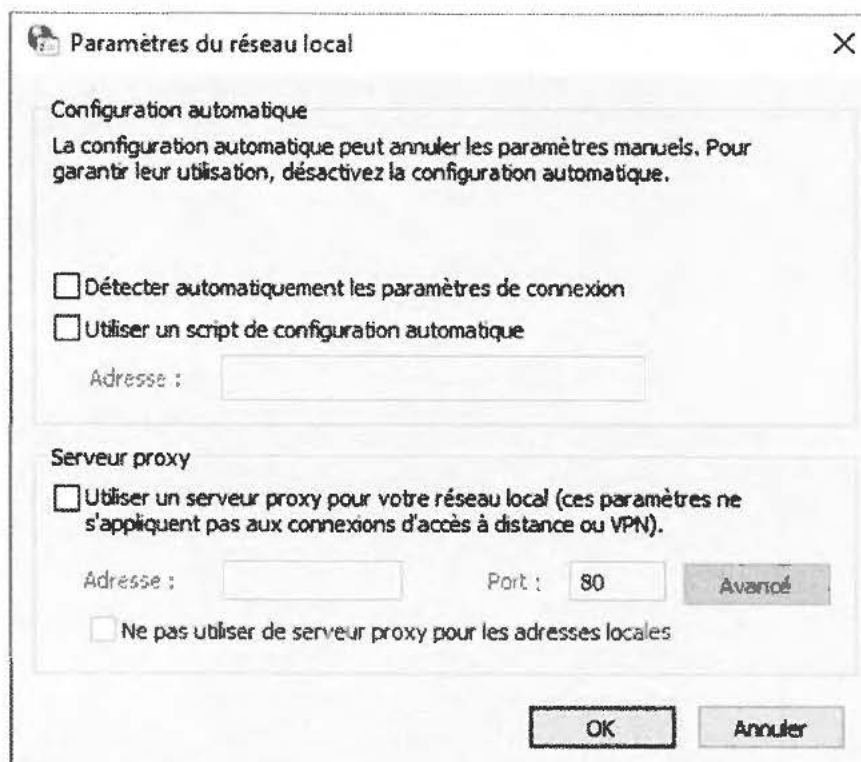 Paramètres du réseau local
Configuration automatique
La configuration automatique peut annuler les paramètres manuels. Pour
garantir leur utilisation, désactivez la configuration automatique.
Détecter automatiquement les paramètres de connexion
Utiliser un script de configuration automatique
Adresse :
Serveur proxy
Utiliser un serveur proxy pour votre réseau local (ces paramètres ne
s'appliquent pas aux connexions d'accès à distance ou VPN).
Adresse : Port : 80 Avancé
Ne pas utiliser de serveur proxy pour les adresses locales
OK Annuler